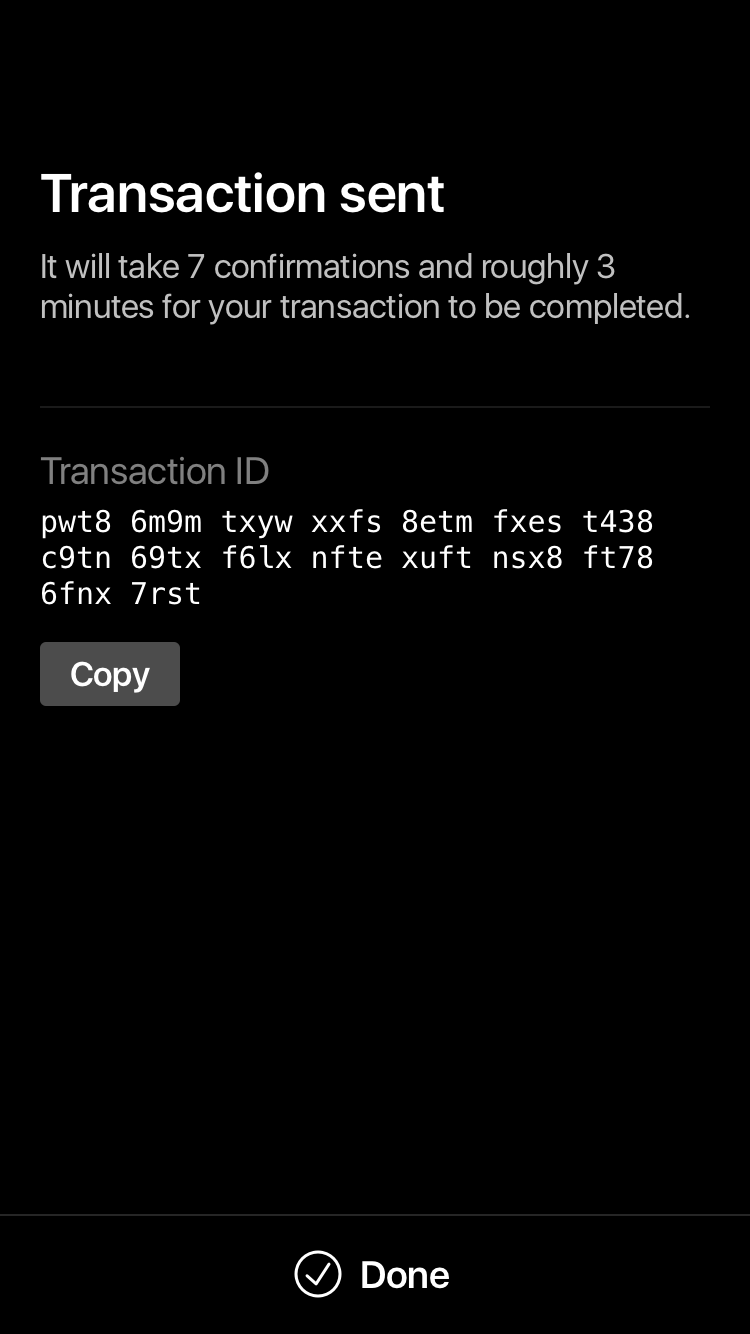 Transaction sent
It will take 7 confirmations and roughly 3
minutes for your transaction to be completed.
Transaction ID
pwt8 6m9m txyw xxfs 8etm fxes t438
c9tn 69tx f6lx nfte xuft nsx8 ft78
6fnx 7rst
Copy
Done